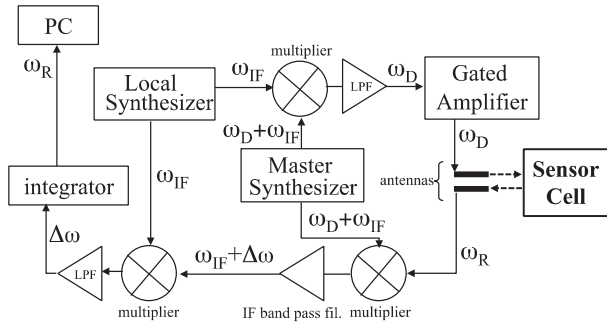 PC
ω_R
Local
Synthesizer
ω_IF
multiplier
LPF
ω_D
Gated
Amplifier
ω_D+ω_IF
ω_D
Master
Synthesizer
antennas
Sensor
Cell
integrator
ω_IF
ω_D+ω_IF
Δω
ω_R
LPF
ω_IF+Δω
multiplier
IF band pass fil.
multiplier